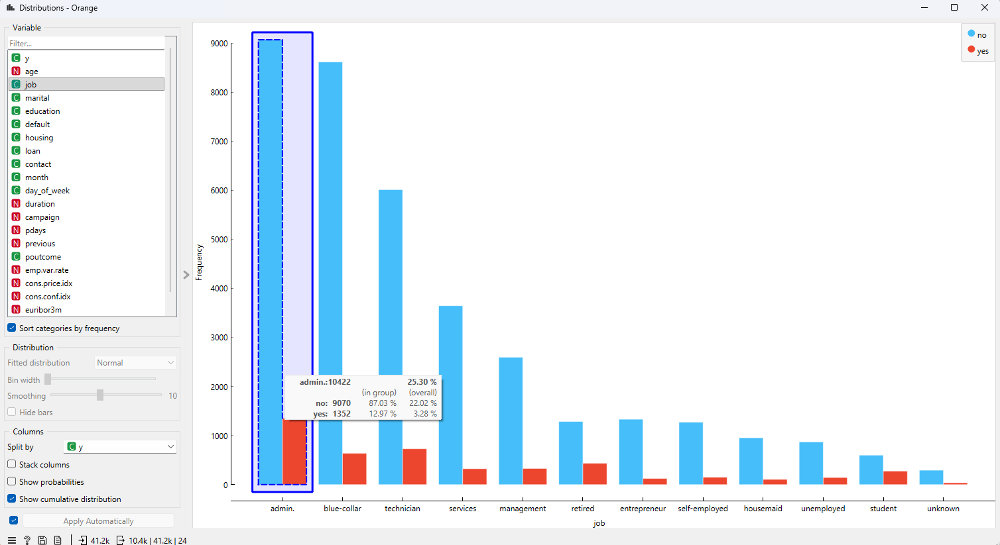 Distributions - Orange
Variable
Filter...
C y
N age
C job
C marital
C education
C default
C housing
C loan
C contact
C month
C day_of_week
N duration
N campaign
N pdays
N previous
C poutcome
N emp.var.rate
N cons.price.idx
N cons.conf.idx
N euribor3m
Sort categories by frequency
Distribution
Fitted distribution Normal
Bin width
Smoothing 10
Hide bars
Columns
Split by C y
Stack columns
Show probabilities
Show cumulative distribution
Apply Automatically
? 41.2k 10.4k | 41.2k | 24
no
yes
Frequency
9000
8000
7000
6000
5000
4000
3000
2000
1000
0
admin.:10422 25.30 %
(in group) (overall)
no: 9070 87.03 % 22.02 %
yes: 1352 12.97 % 3.28 %
admin. blue-collar technician services management retired entrepreneur self-employed housemaid unemployed student unknown
job